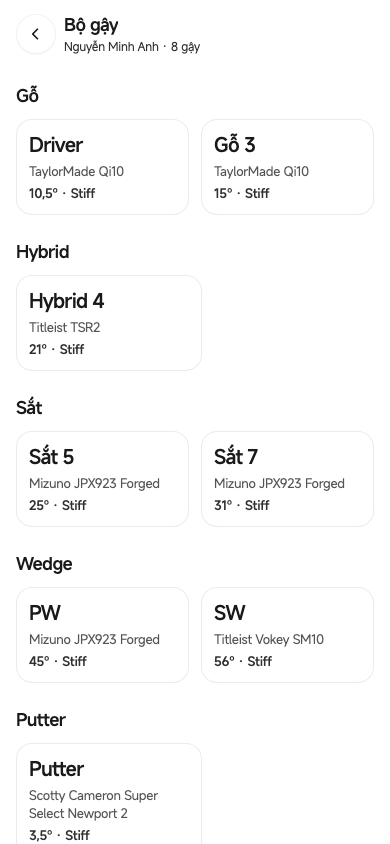 Bộ gậy
Nguyễn Minh Anh · 8 gậy
Gỗ
Driver
TaylorMade Qi10
10,5° · Stiff
Gỗ 3
TaylorMade Qi10
15° · Stiff
Hybrid
Hybrid 4
Titleist TSR2
21° · Stiff
Sắt
Sắt 5
Mizuno JPX923 Forged
25° · Stiff
Sắt 7
Mizuno JPX923 Forged
31° · Stiff
Wedge
PW
Mizuno JPX923 Forged
45° · Stiff
SW
Titleist Vokey SM10
56° · Stiff
Putter
Putter
Scotty Cameron Super
Select Newport 2
3,5° · Stiff